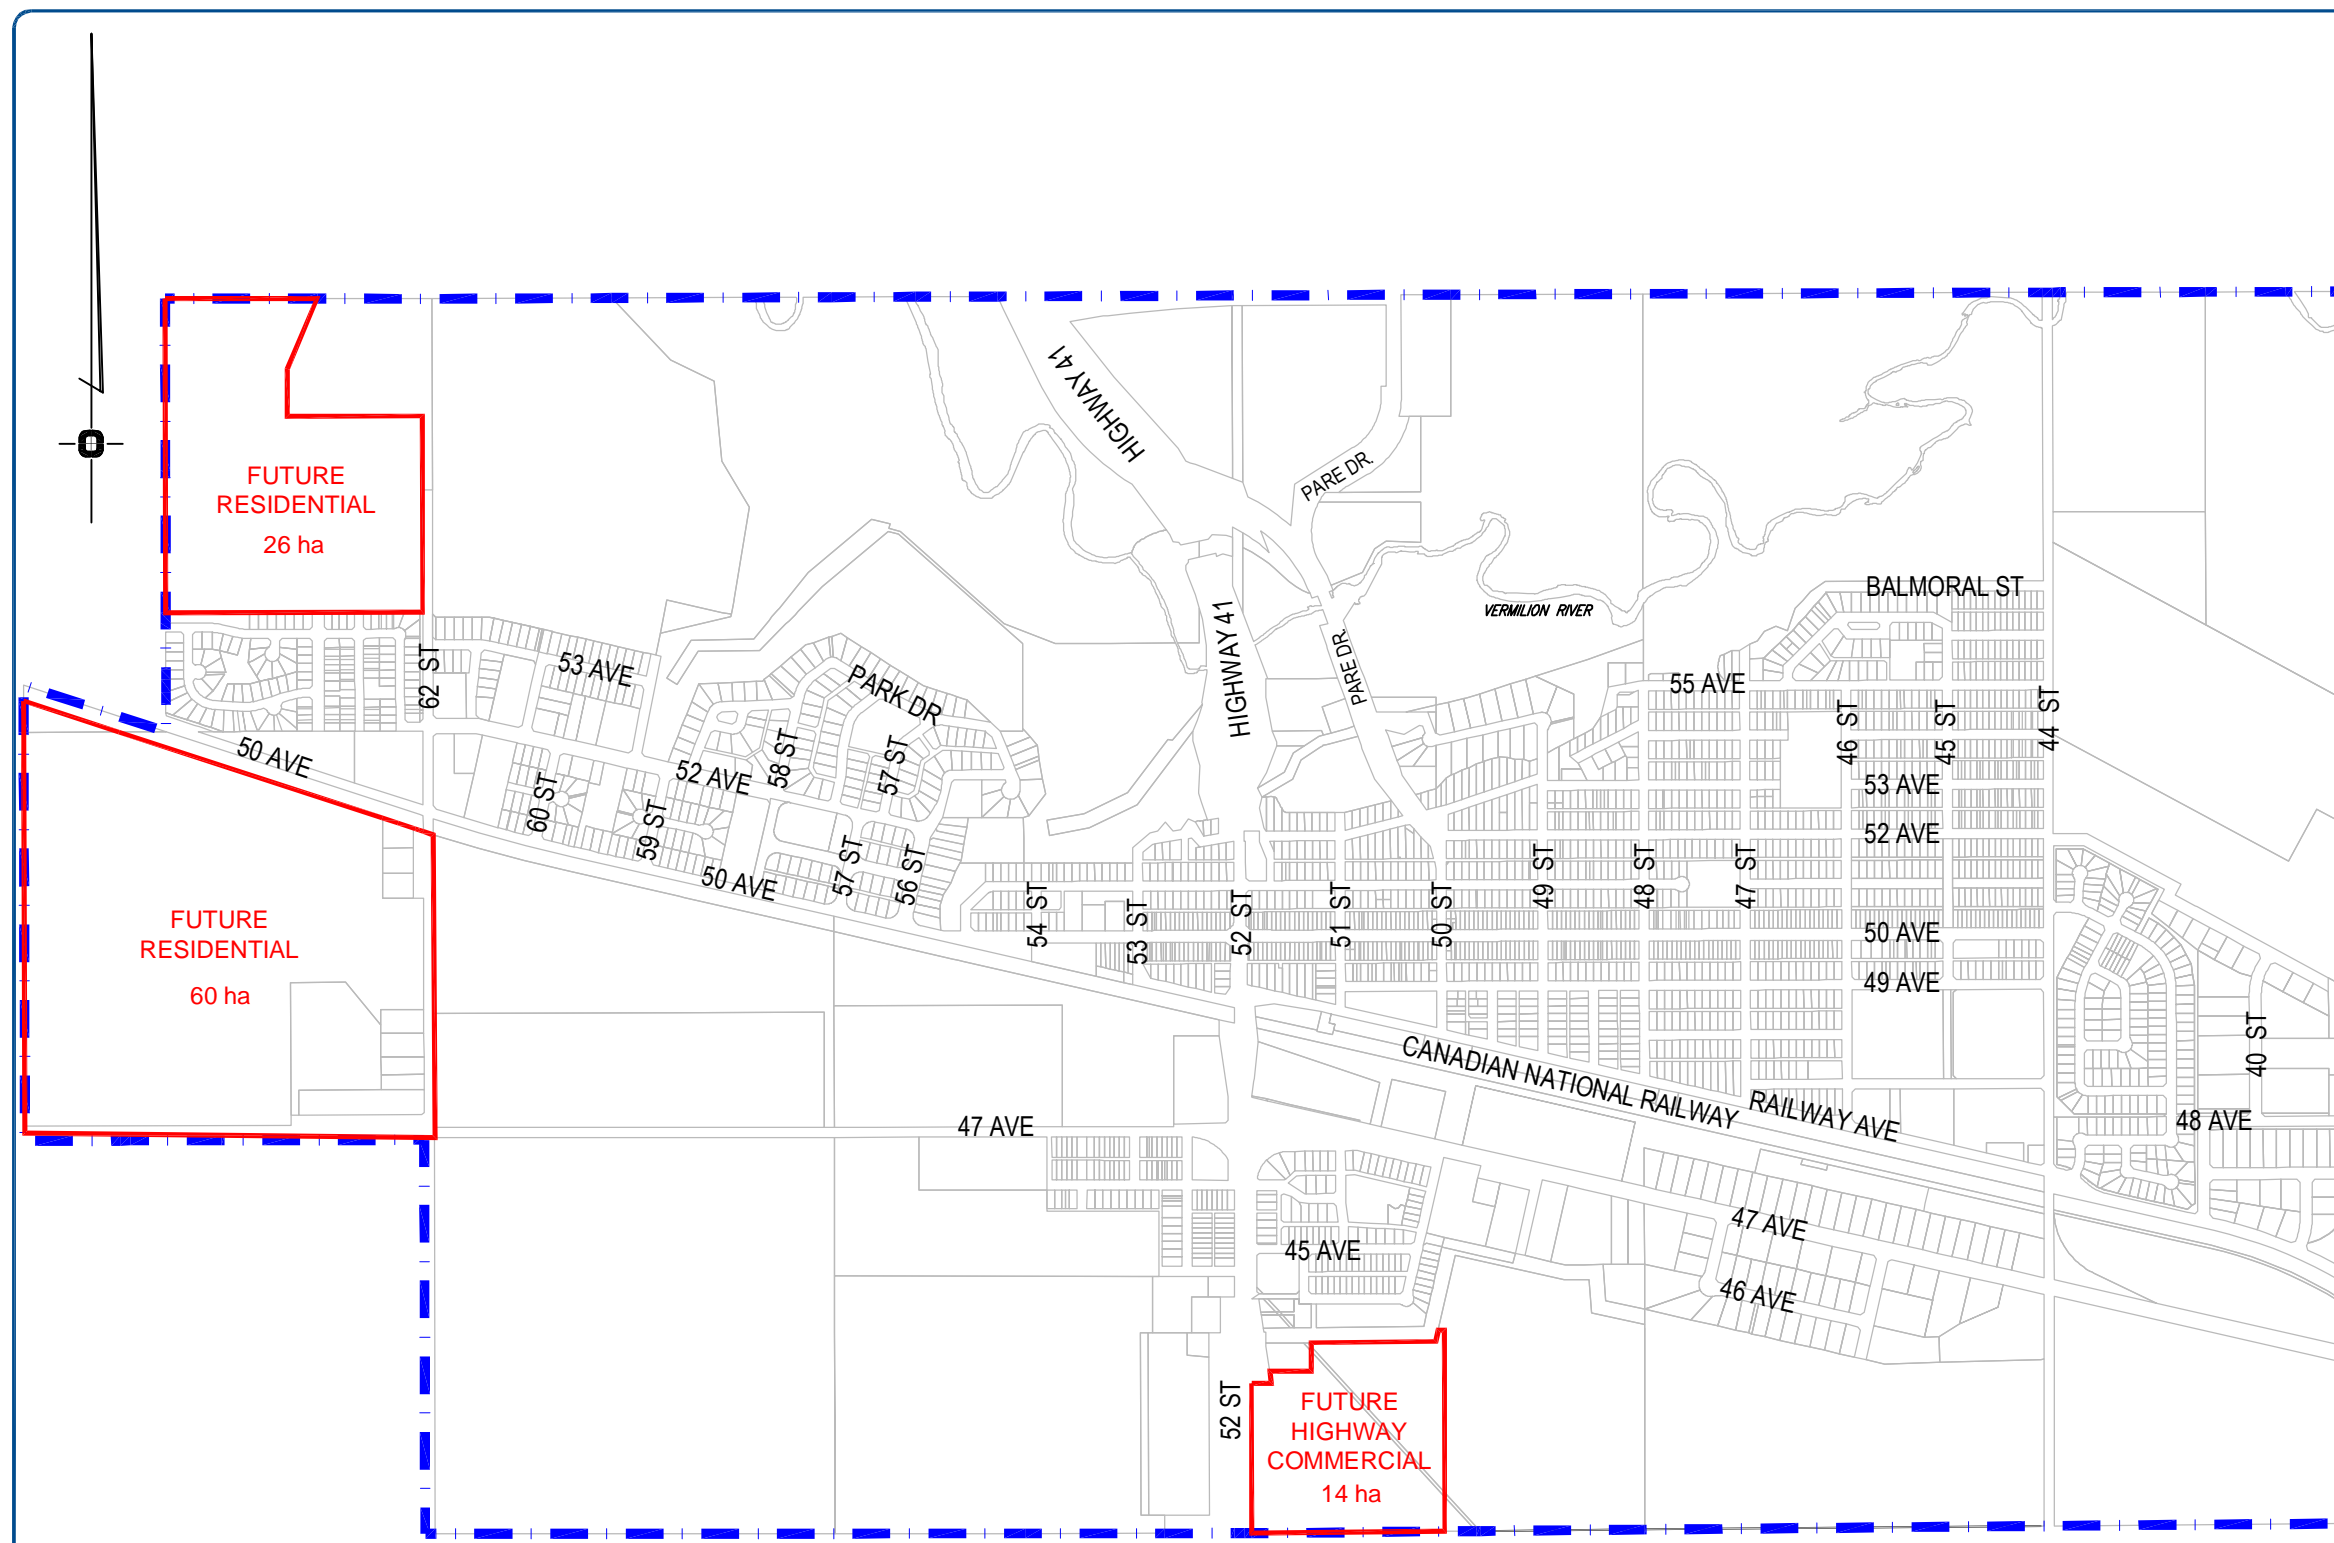 HIGHWAY 41
PARE DR.
FUTURE
RESIDENTIAL
26 ha
BALMORAL ST
VERMILION RIVER
HIGHWAY 41
PARE DR.
62 ST
53 AVE
PARK DR
55 AVE
46 ST
45 ST
44 ST
50 AVE
58 ST
57 ST
52 AVE
60 ST
59 ST
53 AVE
52 AVE
50 AVE
57 ST
56 ST
49 ST
48 ST
47 ST
54 ST
53 ST
52 ST
51 ST
50 ST
50 AVE
49 AVE
FUTURE
RESIDENTIAL
60 ha
40 ST
CANADIAN NATIONAL RAILWAY
RAILWAY AVE
47 AVE
48 AVE
45 AVE
47 AVE
46 AVE
52 ST
FUTURE
HIGHWAY
COMMERCIAL
14 ha